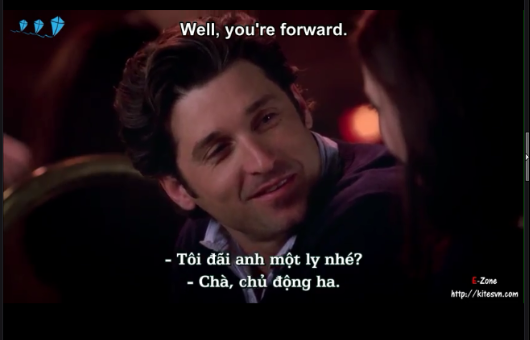 Well, you're forward.
- Tôi đãi anh một ly nhé?
- Chà, chủ động ha.
E-Zone
http://kitesvn.com